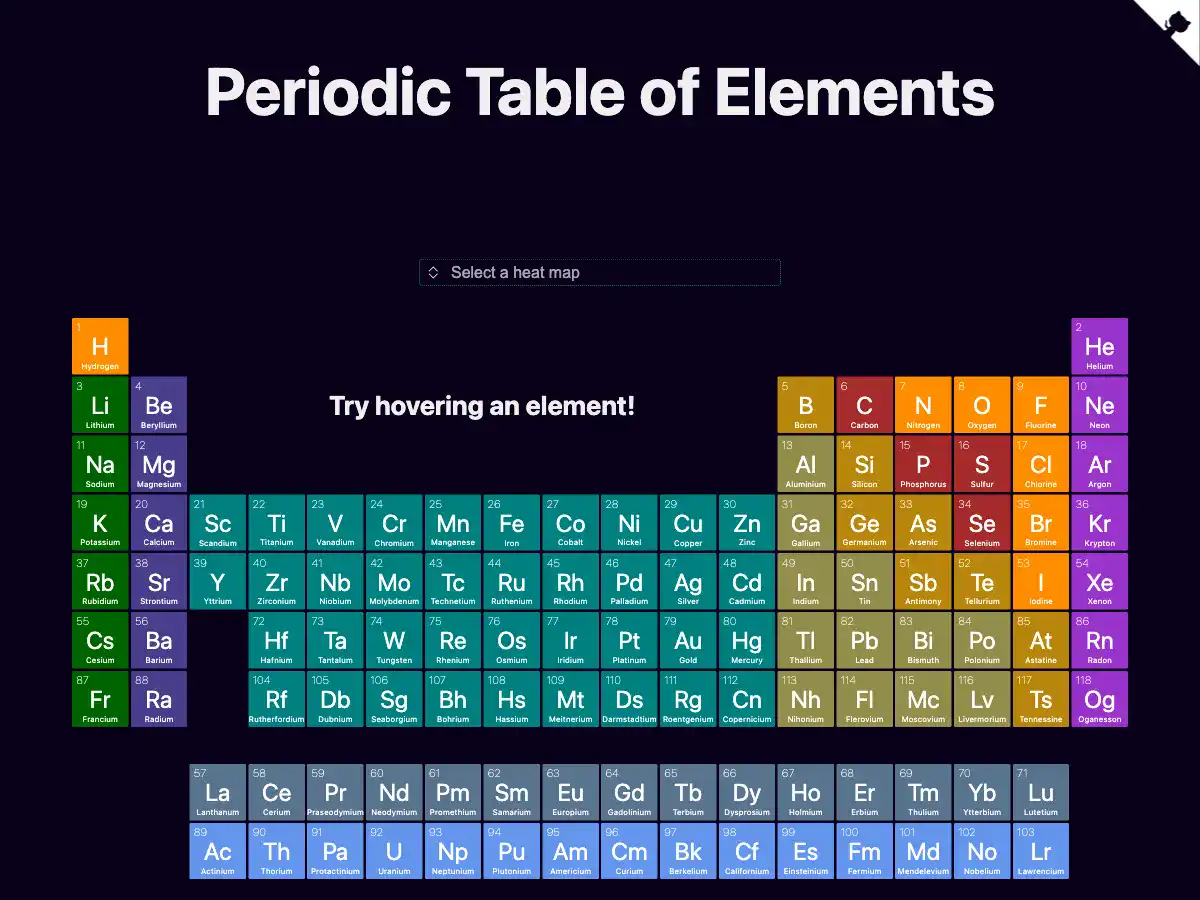 Periodic Table of Elements
Select a heat map
1 2
H He
Hydrogen Helium
3 4 5 6 7 8 9 10
Li Be B C N O F Ne
Lithium Beryllium Boron Carbon Nitrogen Oxygen Fluorine Neon
Try hovering an element!
11 12 13 14 15 16 17 18
Na Mg Al Si P S Cl Ar
Sodium Magnesium Aluminium Silicon Phosphorus Sulfur Chlorine Argon
19 20 21 22 23 24 25 26 27 28 29 30 31 32 33 34 35 36
K Ca Sc Ti V Cr Mn Fe Co Ni Cu Zn Ga Ge As Se Br Kr
Potassium Calcium Scandium Titanium Vanadium Chromium Manganese Iron Cobalt Nickel Copper Zinc Gallium Germanium Arsenic Selenium Bromine Krypton
37 38 39 40 41 42 43 44 45 46 47 48 49 50 51 52 53 54
Rb Sr Y Zr Nb Mo Tc Ru Rh Pd Ag Cd In Sn Sb Te I Xe
Rubidium Strontium Yttrium Zirconium Niobium Molybdenum Technetium Ruthenium Rhodium Palladium Silver Cadmium Indium Tin Antimony Tellurium Iodine Xenon
55 56 72 73 74 75 76 77 78 79 80 81 82 83 84 85 86
Cs Ba Hf Ta W Re Os Ir Pt Au Hg Tl Pb Bi Po At Rn
Cesium Barium Hafnium Tantalum Tungsten Rhenium Osmium Iridium Platinum Gold Mercury Thallium Lead Bismuth Polonium Astatine Radon
87 88 104 105 106 107 108 109 110 111 112 113 114 115 116 117 118
Fr Ra Rf Db Sg Bh Hs Mt Ds Rg Cn Nh Fl Mc Lv Ts Og
Francium Radium Rutherfordium Dubnium Seaborgium Bohrium Hassium Meitnerium Darmstadtium Roentgenium Copernicium Nihonium Flerovium Moscovium Livermorium Tennessine Oganesson
57 58 59 60 61 62 63 64 65 66 67 68 69 70 71
La Ce Pr Nd Pm Sm Eu Gd Tb Dy Ho Er Tm Yb Lu
Lanthanum Cerium Praseodymium Neodymium Promethium Samarium Europium Gadolinium Terbium Dysprosium Holmium Erbium Thulium Ytterbium Lutetium
89 90 91 92 93 94 95 96 97 98 99 100 101 102 103
Ac Th Pa U Np Pu Am Cm Bk Cf Es Fm Md No Lr
Actinium Thorium Protactinium Uranium Neptunium Plutonium Americium Curium Berkelium Californium Einsteinium Fermium Mendelevium Nobelium Lawrencium